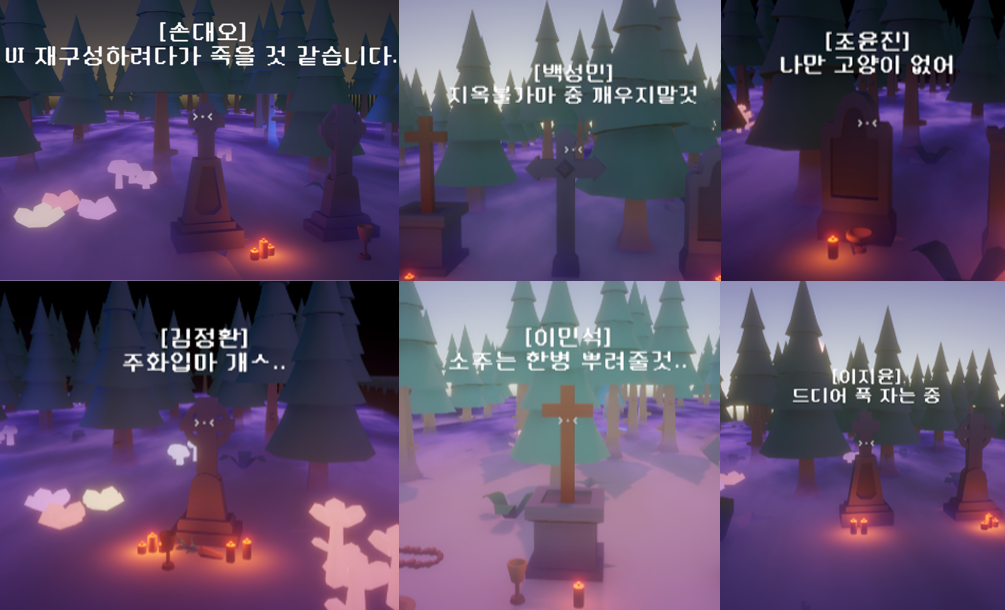 [손대오]
UI 재구성하려다가 죽을 것 같습니다.
[백성민]
지옥불가마 중 깨우지말것
[조윤진]
나만 고양이 없어
[김정환]
주화입마 개ㅅ..
[이민석]
소주는 한병 뿌려줄것..
[이지윤]
드디어 푹 자는 중